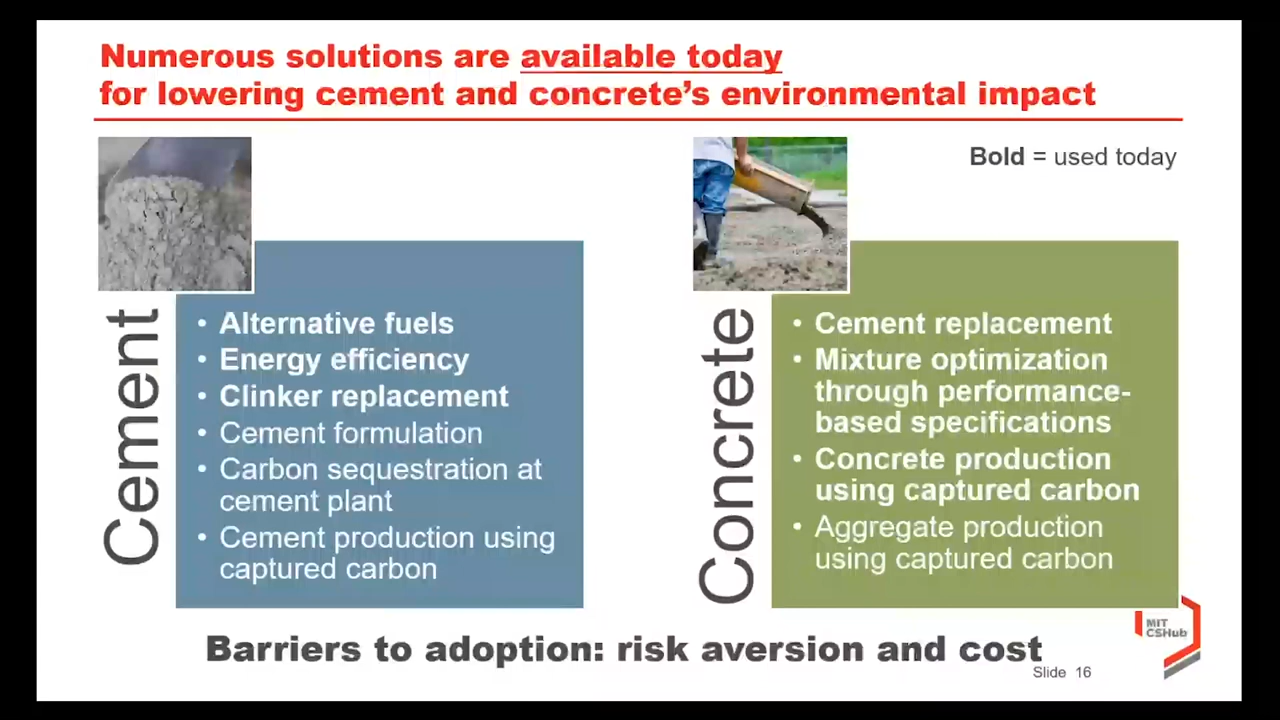 Numerous solutions are available today
for lowering cement and concrete's environmental impact
Bold = used today
Cement
• Alternative fuels
• Energy efficiency
• Clinker replacement
• Cement formulation
• Carbon sequestration at
cement plant
• Cement production using
captured carbon
Concrete
• Cement replacement
• Mixture optimization
through performance-
based specifications
• Concrete production
using captured carbon
• Aggregate production
using captured carbon
Barriers to adoption: risk aversion and cost
Slide 16
MIT
CSHub